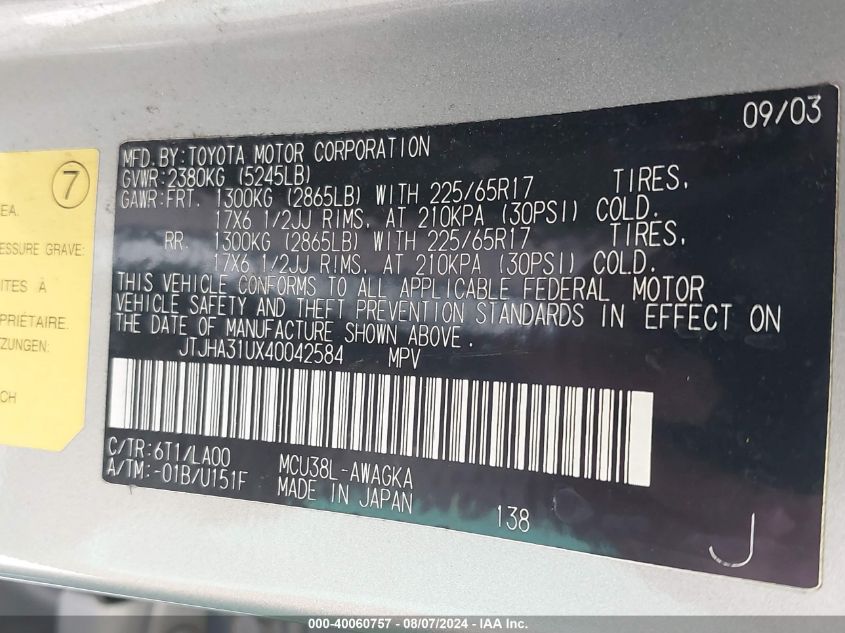 09/03
MFD. BY: TOYOTA MOTOR CORPORATION
GVWR: 2380KG (5245LB)
GAWR: FRT. 1300KG (2865LB) WITH 225/65R17 TIRES,
17X6 1/2JJ RIMS, AT 210KPA (30PSI) COLD.
RR. 1300KG (2865LB) WITH 225/65R17 TIRES,
17X6 1/2JJ RIMS, AT 210KPA (30PSI) COLD.
THIS VEHICLE CONFORMS TO ALL APPLICABLE FEDERAL MOTOR
VEHICLE SAFETY AND THEFT PREVENTION STANDARDS IN EFFECT ON
THE DATE OF MANUFACTURE SHOWN ABOVE.
JTJHA31UX40042584 MPV
C/TR: 6T1/LA00
A/TM: -01B/U151F
MCU38L-AWAGKA
MADE IN JAPAN
138
J
7
EA.
ESSURE GRAVE:
ITES À
PRIÉTAIRE.
ZUNGEN:
CH
000-40060757 - 08/07/2024 - IAA Inc.